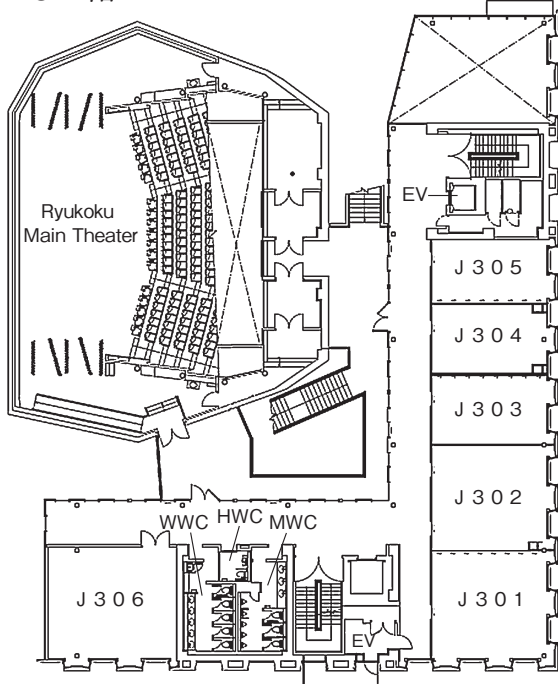 Ryukoku
Main Theater
EV
J305
J304
J303
J302
J301
WWC
HWC
MWC
J306
EV